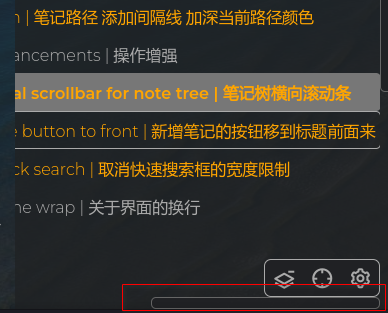 | 笔记路径 添加间隔线 加深当前路径颜色
ancements | 操作增强
al scrollbar for note tree | 笔记树横向滚动条
button to front | 新增笔记的按钮移到标题前面来
ck search | 取消快速搜索框的宽度限制
ne wrap | 关于界面的换行